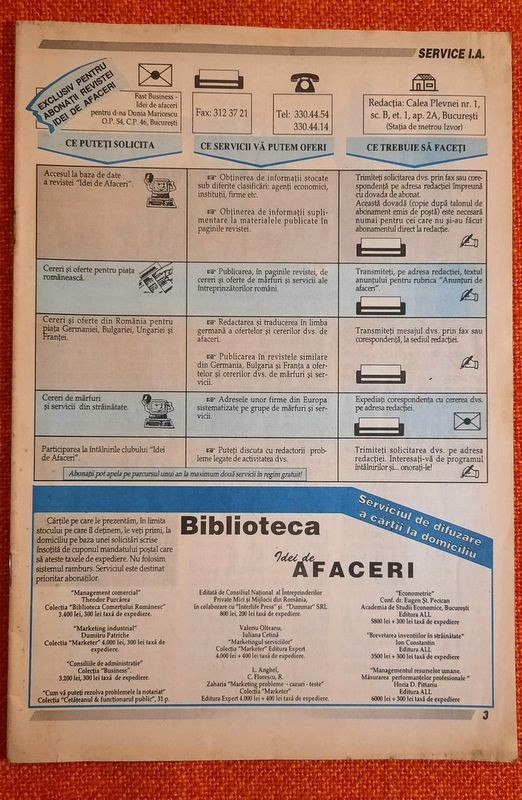 SERVICE I.A.
EXCLUSIV PENTRU
ABONAȚII REVISTEI
IDEI DE AFACERI
Fast Business -
Idei de afaceri
pentru d-na Dunia Maricescu
O.P. 54, C.P. 46, București
Fax: 312 37 21
Tel: 330.44.54
330.44.14
Redacția: Calea Plevnei nr. 1,
sc. B, et. 1, ap. 2A, București
(Stația de metrou Izvor)
CE PUTEȚI SOLICITA
CE SERVICII VĂ PUTEM OFERI
CE TREBUIE SĂ FACEȚI
Accesul la baza de date
a revistei "Idei de Afaceri".
☞ Obținerea de informații stocate
sub diferite clasificări: agenți economici,
instituții, firme etc.
☞ Obținerea de informații supli-
mentare la materialele publicate în
paginile revistei.
Trimiteți solicitarea dvs. prin fax sau core-
spondență pe adresa redacției împreună
cu dovada de abonat.
Această dovadă (copie după talonul de
abonament emis de poștă) este necesară
numai pentru cei care nu și-au făcut
abonamentul direct la redacție.
Cereri și oferte pentru piața
românească.
☞ Publicarea, în paginile revistei, de
cereri și oferte de mărfuri și servicii ale
întreprinzătorilor români.
Transmiteți, pe adresa redacției, textul
anunțului pentru rubrica "Anunțuri de
afaceri".
Cereri și oferte din România pentru
piața Germaniei, Bulgariei, Ungariei și
Franței.
☞ Redactarea și traducerea în limba
germană a ofertelor și cererilor dvs. de
afaceri.
☞ Publicarea în revistele similare
din Germania, Bulgaria și Franța a ofer-
telor și cererilor dvs. de mărfuri și ser-
vicii.
Transmiteți mesajul dvs. prin fax sau
corespondență, la sediul redacției.
Cereri de mărfuri
și servicii din străinătate.
☞ Adresele unor firme din Europa
sistematizate pe grupe de mărfuri și ser-
vicii.
Expediați corespondența cu cererea dvs.
pe adresa redacției.
Participarea la întâlnirile clubului "Idei
de Afaceri".
☞ Puteți discuta cu redactorii prob-
leme legate de activitatea dvs.
Trimiteți solicitarea dvs. pe adresa
redacției. Interesați-vă de programul
întâlnirilor și... onorați-le!
Abonații pot apela pe parcursul unui an la maximum două servicii în regim gratuit!
Cărțile pe care le prezentăm, în limita
stocului pe care îl deținem, le veți primi, la
domiciliu pe baza unei solicitări scrise
însoțită de cuponul mandatului poștal care
să ateste taxele de expediere. Nu folosim
sistemul ramburs. Serviciul este destinat
prioritar abonaților.
Biblioteca
Idei de
AFACERI
Serviciul de difuzare
a cărții la domiciliu
"Management comercial"
Theodor Purcărea
Colecția "Biblioteca Comerțului Românesc"
3.400 lei, 300 lei taxă de
expediere.
"Marketing industrial"
Dumitru Patriche
Colecția "Marketer" 4.000 lei, 300 lei taxă de
expediere.
"Consiliile de administrație"
Colecția "Business",
3.200 lei, 300 lei taxă de expediere.
"Cum vă puteți rezolva problemele la notariat"
Colecția "Cetățeanul & funcționarul public", 31 p.
Editată de Consiliul Național al Întreprinderilor
Private Mici și Mijlocii din România,
în colaborare cu "Interlife Press" și "Dummar" SRL
800 lei, 200 lei taxă de expediere.
Valeriu Olteanu,
Iuliana Cetină
"Marketingul serviciilor"
Colecția "Marketer" Editura Expert
4.000 lei + 400 lei taxă de expediere.
L. Anghel,
C. Florescu, R.
Zaharia "Marketing probleme - cazuri - teste"
Colecția "Marketer"
Editura Expert 4.000 lei + 400 lei taxă de expediere.
"Econometrie"
Conf. dr. Eugen Șt. Pecican
Academia de Studii Economice, București
Editura ALL
5800 lei + 300 lei taxă de expediere
"Brevetarea invențiilor în străinătate"
Ion Constantin
Editura ALL
3500 lei + 300 lei taxă de expediere
"Managementul resurselor umane.
Măsurarea performanțelor profesionale"
Horia D. Pittariu
Editura ALL
6000 lei + 300 lei taxă de expediere
3